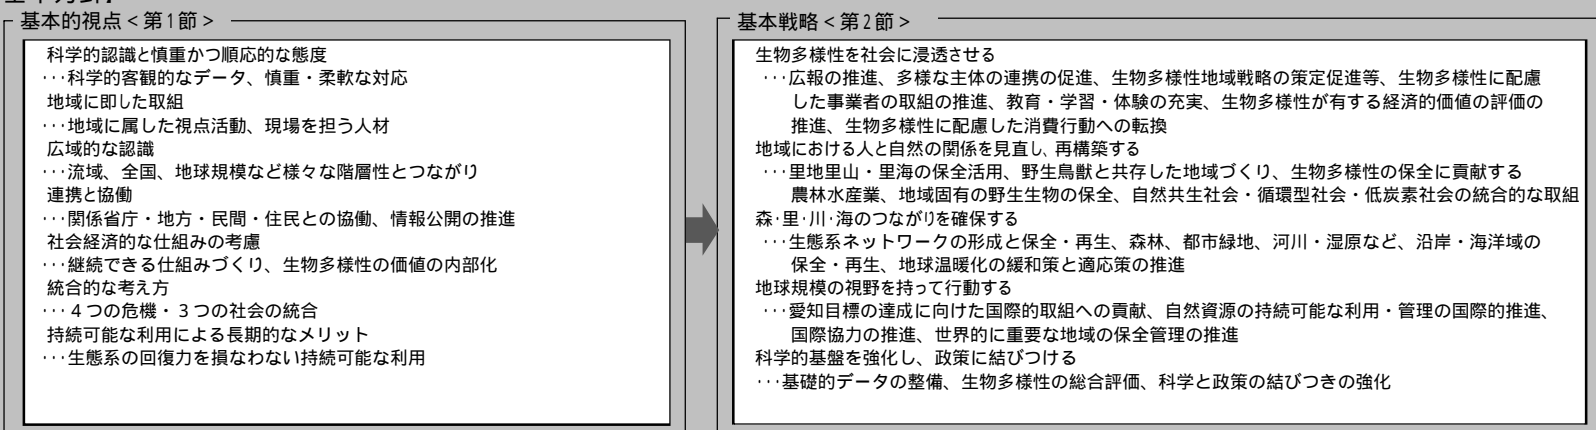 基本的視点＜第1節＞
科学的認識と慎重かつ順応的な態度
･･･科学的客観的なデータ、慎重・柔軟な対応
地域に即した取組
･･･地域に属した視点活動、現場を担う人材
広域的な認識
･･･流域、全国、地球規模など様々な階層性とつながり
連携と協働
･･･関係省庁・地方・民間・住民との協働、情報公開の推進
社会経済的な仕組みの考慮
･･･継続できる仕組みづくり、生物多様性の価値の内部化
統合的な考え方
･･･４つの危機・３つの社会の統合
持続可能な利用による長期的なメリット
･･･生態系の回復力を損なわない持続可能な利用
基本戦略＜第2節＞
生物多様性を社会に浸透させる
･･･広報の推進、多様な主体の連携の促進、生物多様性地域戦略の策定促進等、生物多様性に配慮
した事業者の取組の推進、教育・学習・体験の充実、生物多様性が有する経済的価値の評価の
推進、生物多様性に配慮した消費行動への転換
地域における人と自然の関係を見直し、再構築する
･･･里地里山・里海の保全活用、野生鳥獣と共存した地域づくり、生物多様性の保全に貢献する
農林水産業、地域固有の野生生物の保全、自然共生社会・循環型社会・低炭素社会の統合的な取組
森･里･川･海のつながりを確保する
･･･生態系ネットワークの形成と保全・再生、森林、都市緑地、河川・湿原など、沿岸・海洋域の
保全・再生、地球温暖化の緩和策と適応策の推進
地球規模の視野を持って行動する
･･･愛知目標の達成に向けた国際的取組への貢献、自然資源の持続可能な利用・管理の国際的推進、
国際協力の推進、世界的に重要な地域の保全管理の推進
科学的基盤を強化し、政策に結びつける
･･･基礎的データの整備、生物多様性の総合評価、科学と政策の結びつきの強化